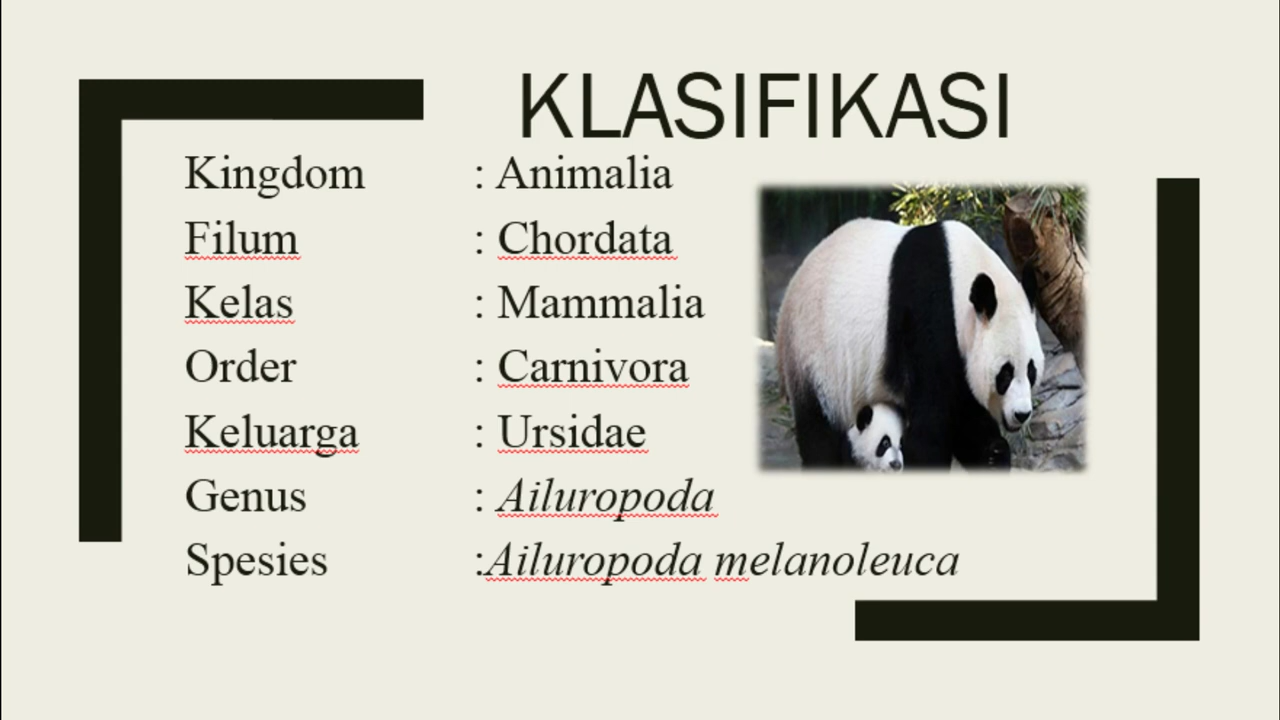 KLASIFIKASI
Kingdom : Animalia
Filum : Chordata
Kelas : Mammalia
Order : Carnivora
Keluarga : Ursidae
Genus : Ailuropoda
Spesies :Ailuropoda melanoleuca